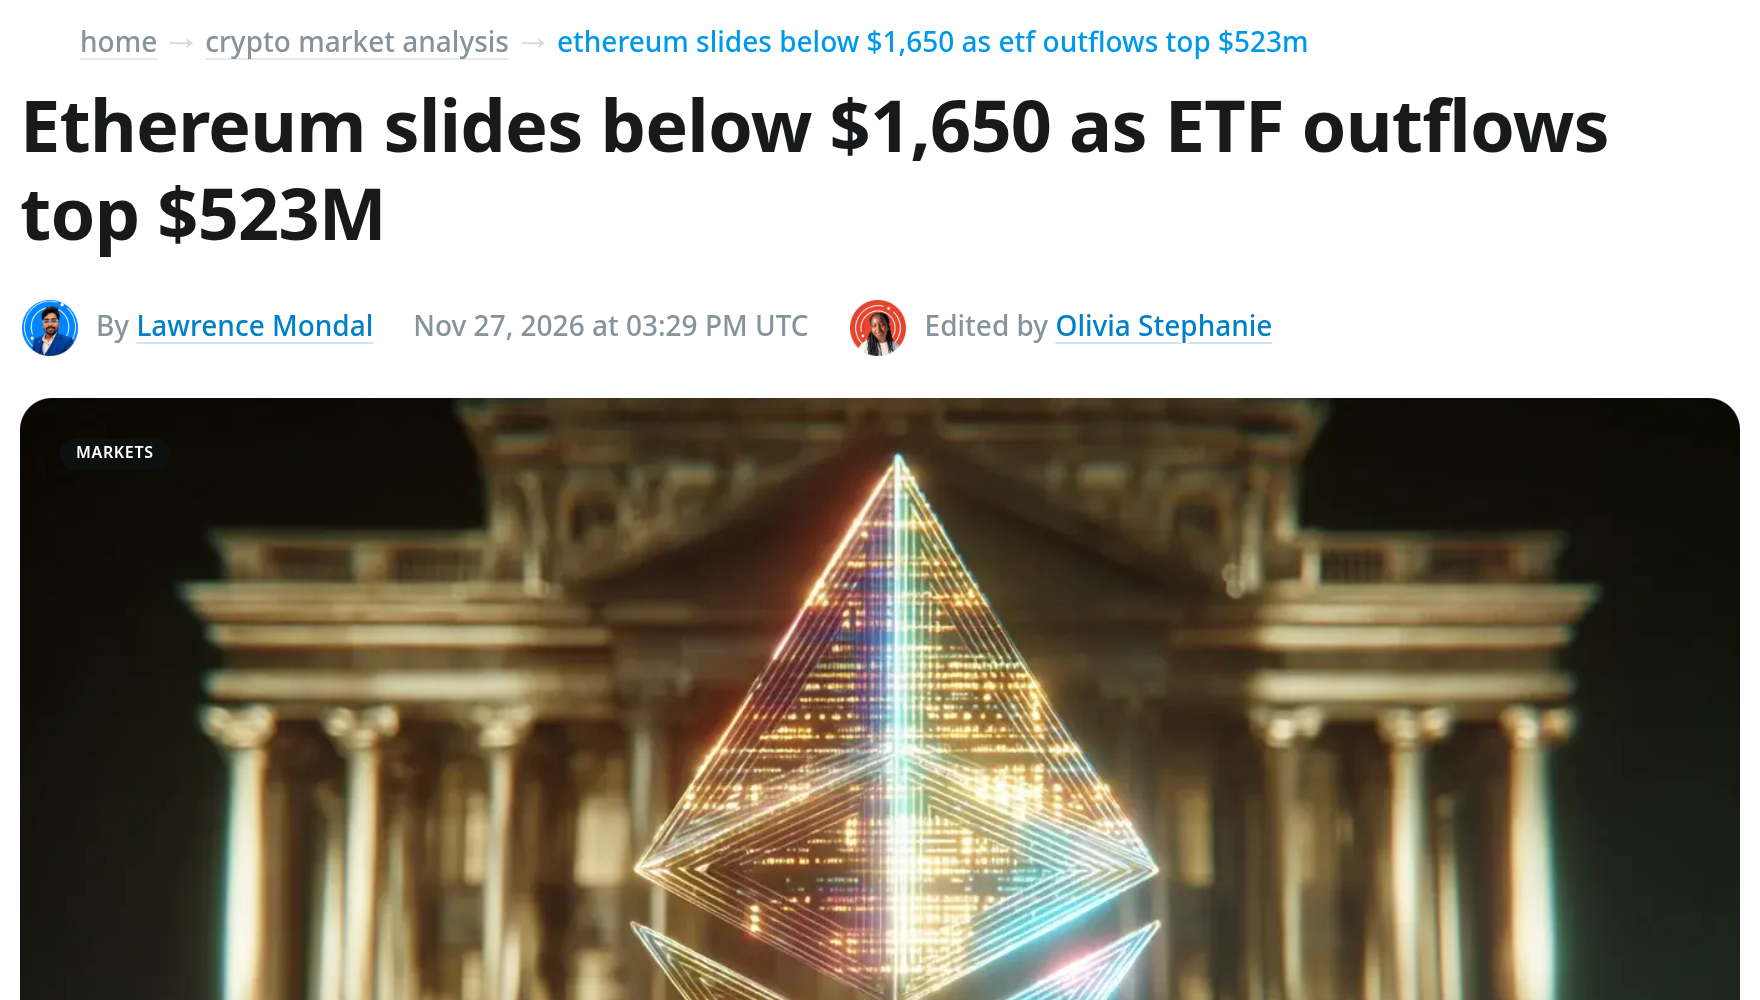 home → crypto market analysis → ethereum slides below $1,650 as etf outflows top $523m
Ethereum slides below $1,650 as ETF outflows
top $523M
By Lawrence Mondal Nov 27, 2026 at 03:29 PM UTC Edited by Olivia Stephanie
MARKETS